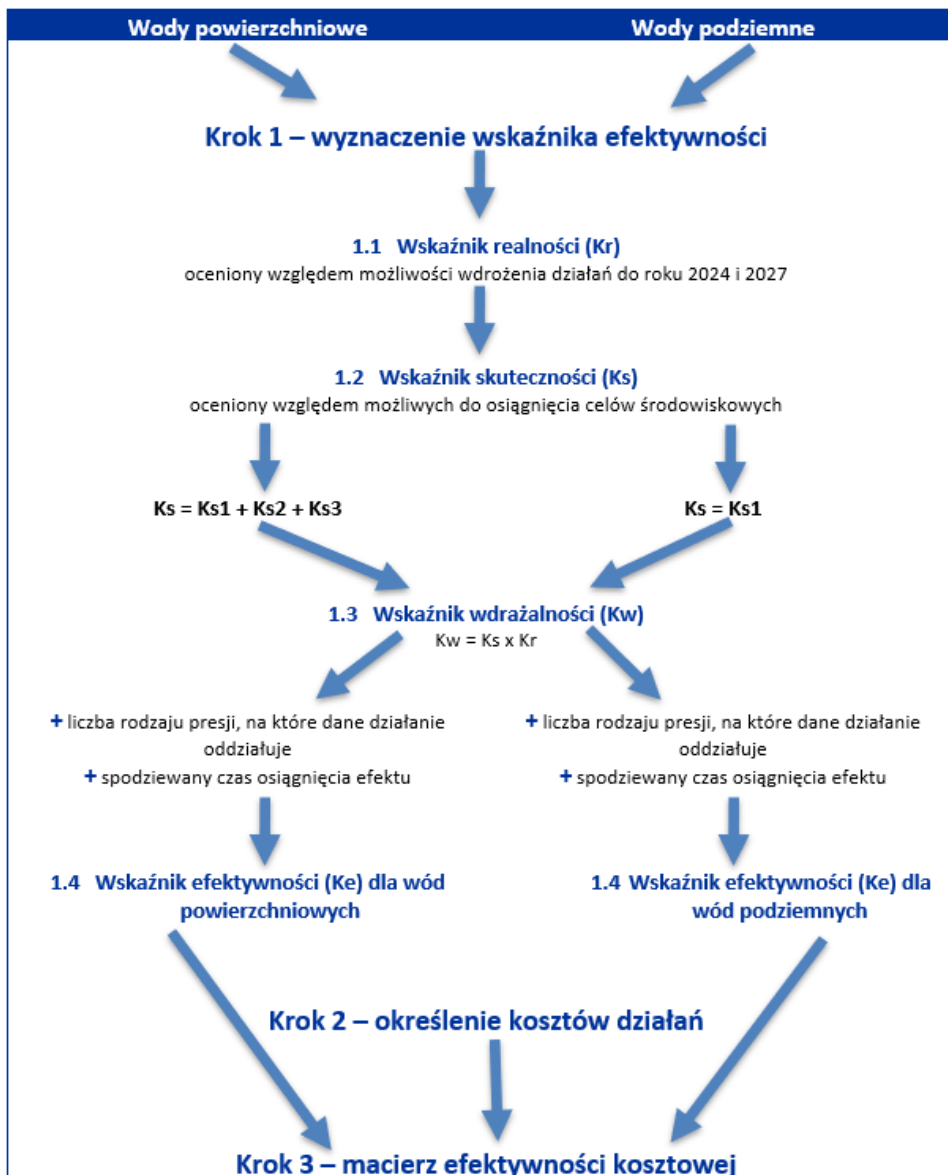 Wody powierzchniowe
Wody podziemne
Krok 1 – wyznaczenie wskaźnika efektywności
1.1 Wskaźnik realności (Kr)
oceniony względem możliwości wdrożenia działań do roku 2024 i 2027
1.2 Wskaźnik skuteczności (Ks)
oceniony względem możliwych do osiągnięcia celów środowiskowych
Ks = Ks1 + Ks2 + Ks3
Ks = Ks1
1.3 Wskaźnik wdrażalności (Kw)
Kw = Ks x Kr
+ liczba rodzaju presji, na które dane działanie
oddziałuje
+ spodziewany czas osiągnięcia efektu
+ liczba rodzaju presji, na które dane działanie
oddziałuje
+ spodziewany czas osiągnięcia efektu
1.4 Wskaźnik efektywności (Ke) dla wód
powierzchniowych
1.4 Wskaźnik efektywności (Ke) dla
wód podziemnych
Krok 2 – określenie kosztów działań
Krok 3 – macierz efektywności kosztowej